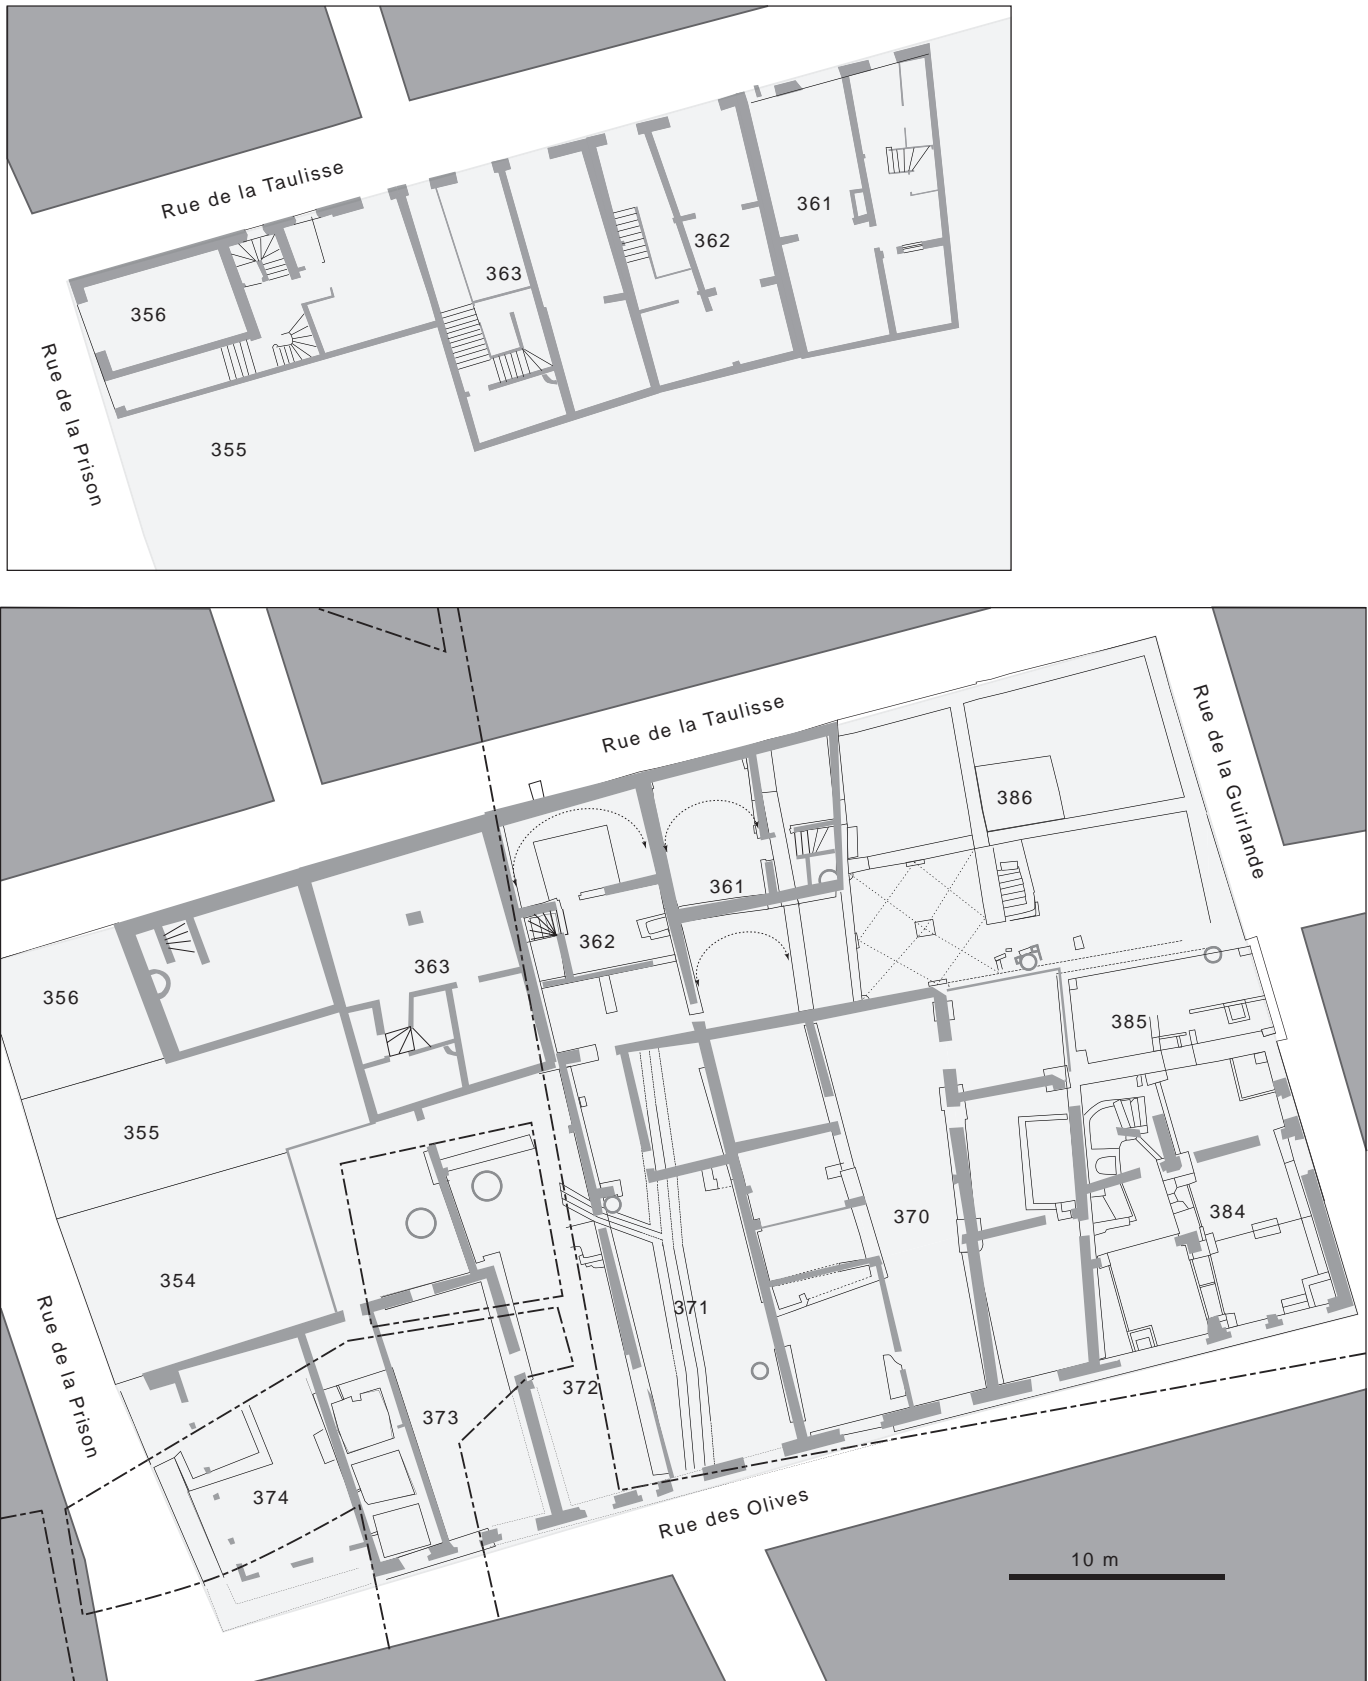 Rue de la Taulisse
361
362
363
356
Rue de la Prison
355
Rue de la Taulisse
Rue de la Guirlande
386
361
362
363
356
385
355
384
370
354
371
372
Rue de la Prison
373
374
Rue des Olives
10 m